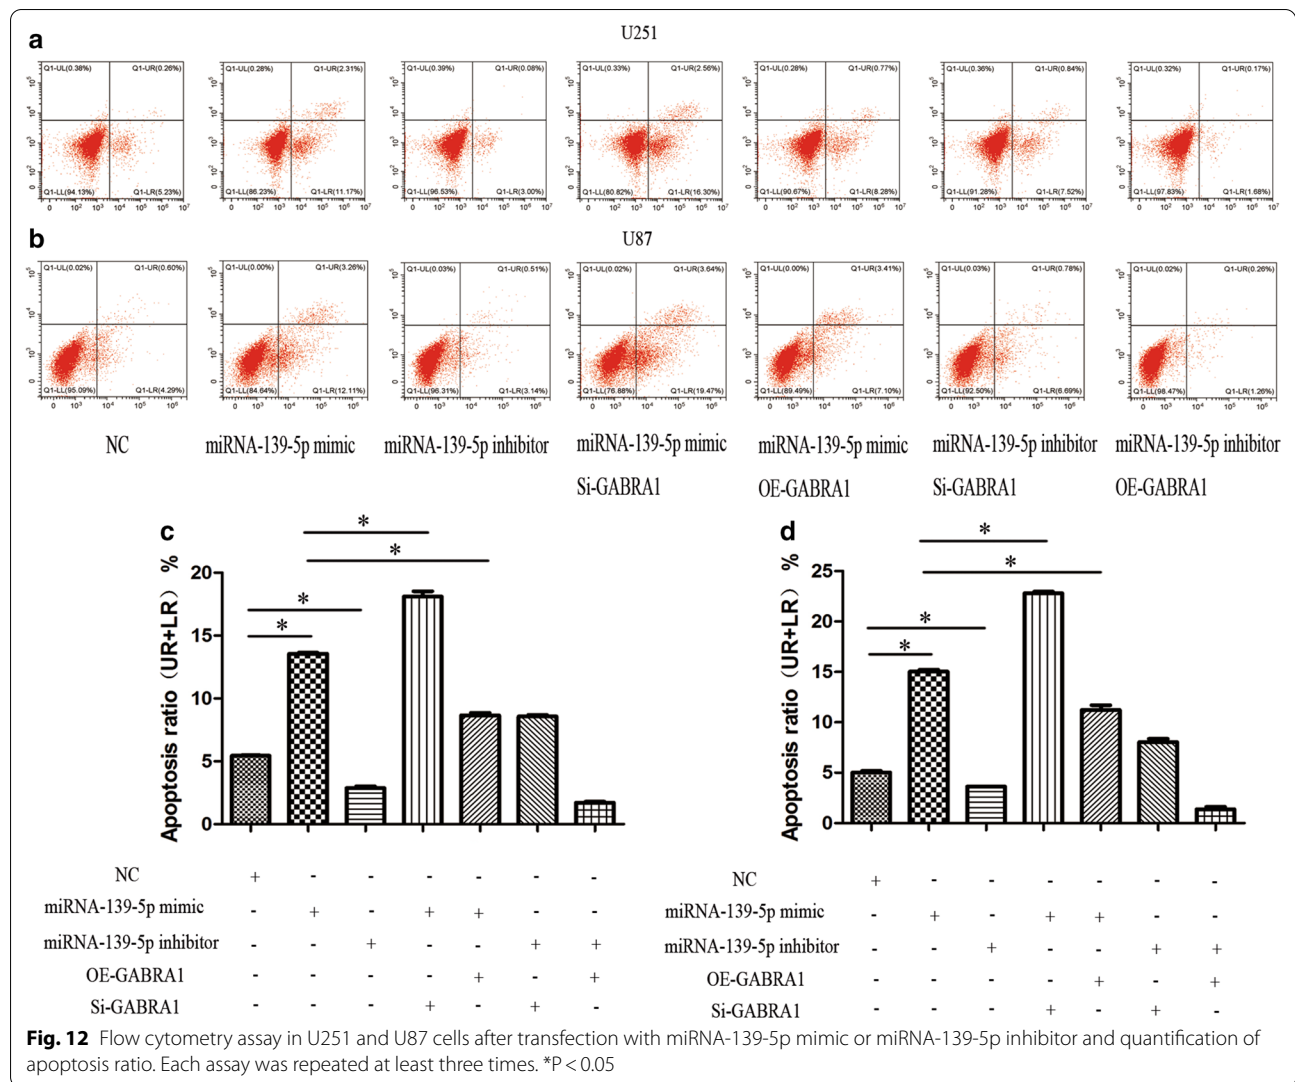 a
U251
Q1-UL(0.38%) Q1-UR(0.26%) Q1-UL(0.28%) Q1-UR(2.31%) Q1-UL(0.39%) Q1-UR(0.08%) Q1-UL(0.33%) Q1-UR(2.56%) Q1-UL(0.28%) Q1-UR(0.77%) Q1-UL(0.36%) Q1-UR(0.84%) Q1-UL(0.32%) Q1-UR(0.17%)
Q1-LL(94.13%) Q1-LR(5.23%) Q1-LL(86.23%) Q1-LR(11.17%) Q1-LL(96.53%) Q1-LR(3.00%) Q1-LL(80.82%) Q1-LR(16.30%) Q1-LL(90.67%) Q1-LR(8.28%) Q1-LL(91.28%) Q1-LR(7.52%) Q1-LL(97.83%) Q1-LR(1.68%)
b
U87
Q1-UL(0.02%) Q1-UR(0.60%) Q1-UL(0.00%) Q1-UR(3.26%) Q1-UL(0.03%) Q1-UR(0.51%) Q1-UL(0.02%) Q1-UR(3.64%) Q1-UL(0.00%) Q1-UR(3.41%) Q1-UL(0.03%) Q1-UR(0.78%) Q1-UL(0.02%) Q1-UR(0.26%)
Q1-LL(95.09%) Q1-LR(4.29%) Q1-LL(84.64%) Q1-LR(12.11%) Q1-LL(96.31%) Q1-LR(3.14%) Q1-LL(76.88%) Q1-LR(19.47%) Q1-LL(89.49%) Q1-LR(7.10%) Q1-LL(92.50%) Q1-LR(6.69%) Q1-LL(98.47%) Q1-LR(1.26%)
NC miRNA-139-5p mimic miRNA-139-5p inhibitor miRNA-139-5p mimic miRNA-139-5p mimic miRNA-139-5p inhibitor miRNA-139-5p inhibitor
Si-GABRA1 OE-GABRA1 Si-GABRA1 OE-GABRA1
c
Apoptosis ratio (UR+LR) %
20
15
10
5
0
* * * *
NC + - - - - - -
miRNA-139-5p mimic - + - + + - -
miRNA-139-5p inhibitor - - + - - + +
OE-GABRA1 - - - - + - +
Si-GABRA1 - - - + - + -
d
Apoptosis ratio (UR+LR) %
25
20
15
10
5
0
* * * *
NC + - - - - - -
miRNA-139-5p mimic - + - + + - -
miRNA-139-5p inhibitor - - + - - + +
OE-GABRA1 - - - - + - +
Si-GABRA1 - - - + - + -
Fig. 12 Flow cytometry assay in U251 and U87 cells after transfection with miRNA-139-5p mimic or miRNA-139-5p inhibitor and quantification of
apoptosis ratio. Each assay was repeated at least three times. *P < 0.05